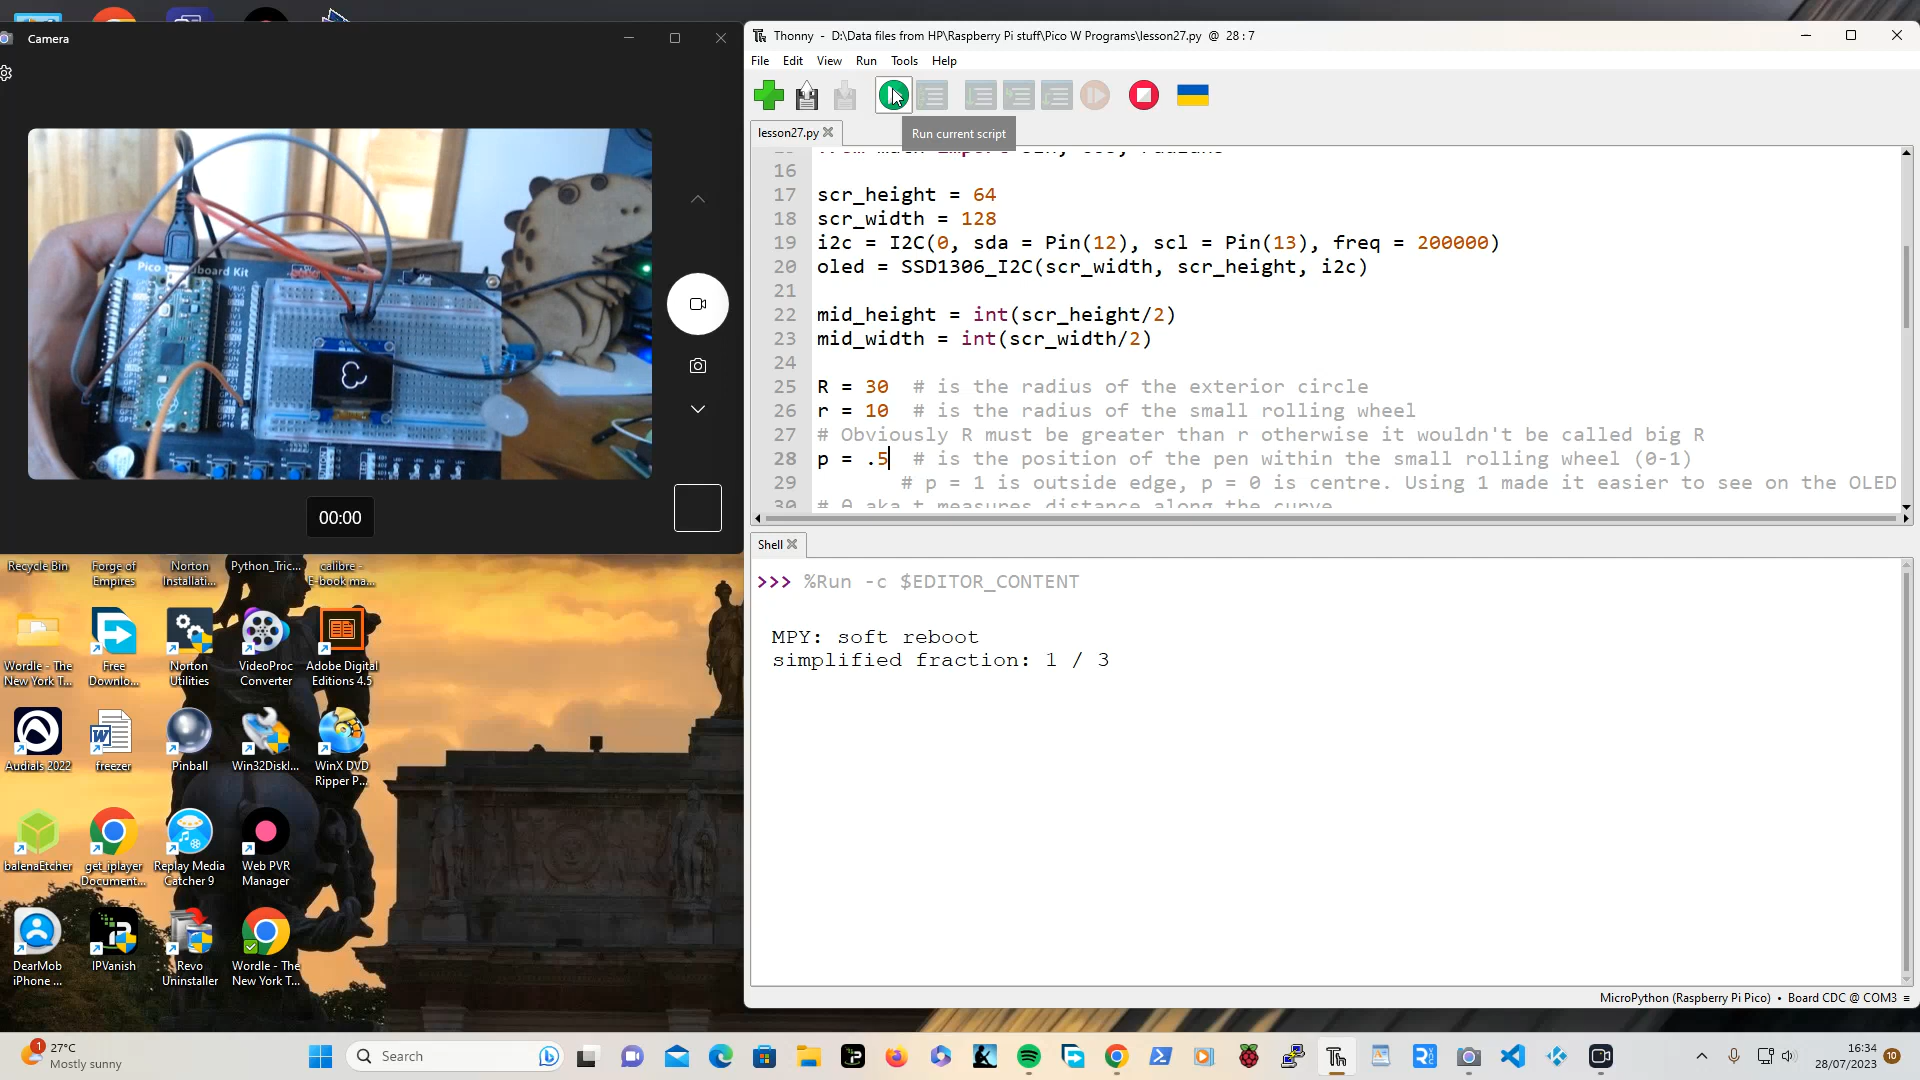 Camera
00:00
Thonny - D:\Data files from HP\Raspberry Pi stuff\Pico W Programs\lesson27.py @ 28:7
File Edit View Run Tools Help
Run current script
lesson27.py
16
17 scr_height = 64
18 scr_width = 128
19 i2c = I2C(0, sda = Pin(12), scl = Pin(13), freq = 200000)
20 oled = SSD1306_I2C(scr_width, scr_height, i2c)
21
22 mid_height = int(scr_height/2)
23 mid_width = int(scr_width/2)
24
25 R = 30 # is the radius of the exterior circle
26 r = 10 # is the radius of the small rolling wheel
27 # Obviously R must be greater than r otherwise it wouldn't be called big R
28 p = .5 # is the position of the pen within the small rolling wheel (0-1)
29 # p = 1 is outside edge, p = 0 is centre. Using 1 made it easier to see on the OLED
30 # θ aka t measures distance along the curve
Shell
>>> %Run -c $EDITOR_CONTENT
MPY: soft reboot
simplified fraction: 1 / 3
MicroPython (Raspberry Pi Pico) • Board CDC @ COM3 ≡
Recycle Bin
Forge of
Empires
Norton
Installati...
Python_Tric...
calibre -
E-book ma...
Wordle - The
New York T...
Free
Downlo...
Norton
Utilities
VideoProc
Converter
Adobe Digital
Editions 4.5
Audials 2022
freezer
Pinball
Win32DiskI...
WinX DVD
Ripper P...
balenaEtcher
get_iplayer
Document...
Replay Media
Catcher 9
Web PVR
Manager
DearMob
iPhone ...
IPVanish
Revo
Uninstaller
Wordle - The
New York T...
1
27°C
Mostly sunny
Search
Th
16:34
28/07/2023
10